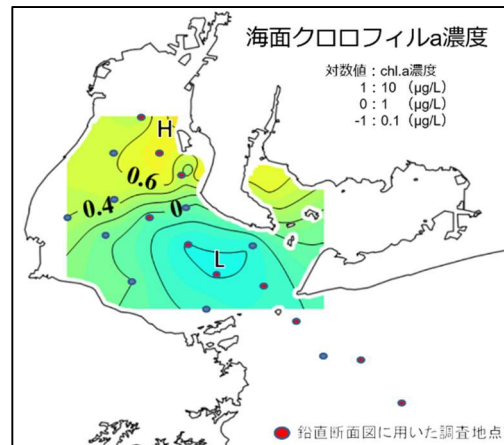 海面クロロフィルa濃度
対数値：chl.a濃度
1：10 （μg/L）
0：1 （μg/L）
-1：0.1 （μg/L）
H
0.6
0.4
0
L
鉛直断面図に用いた調査地点